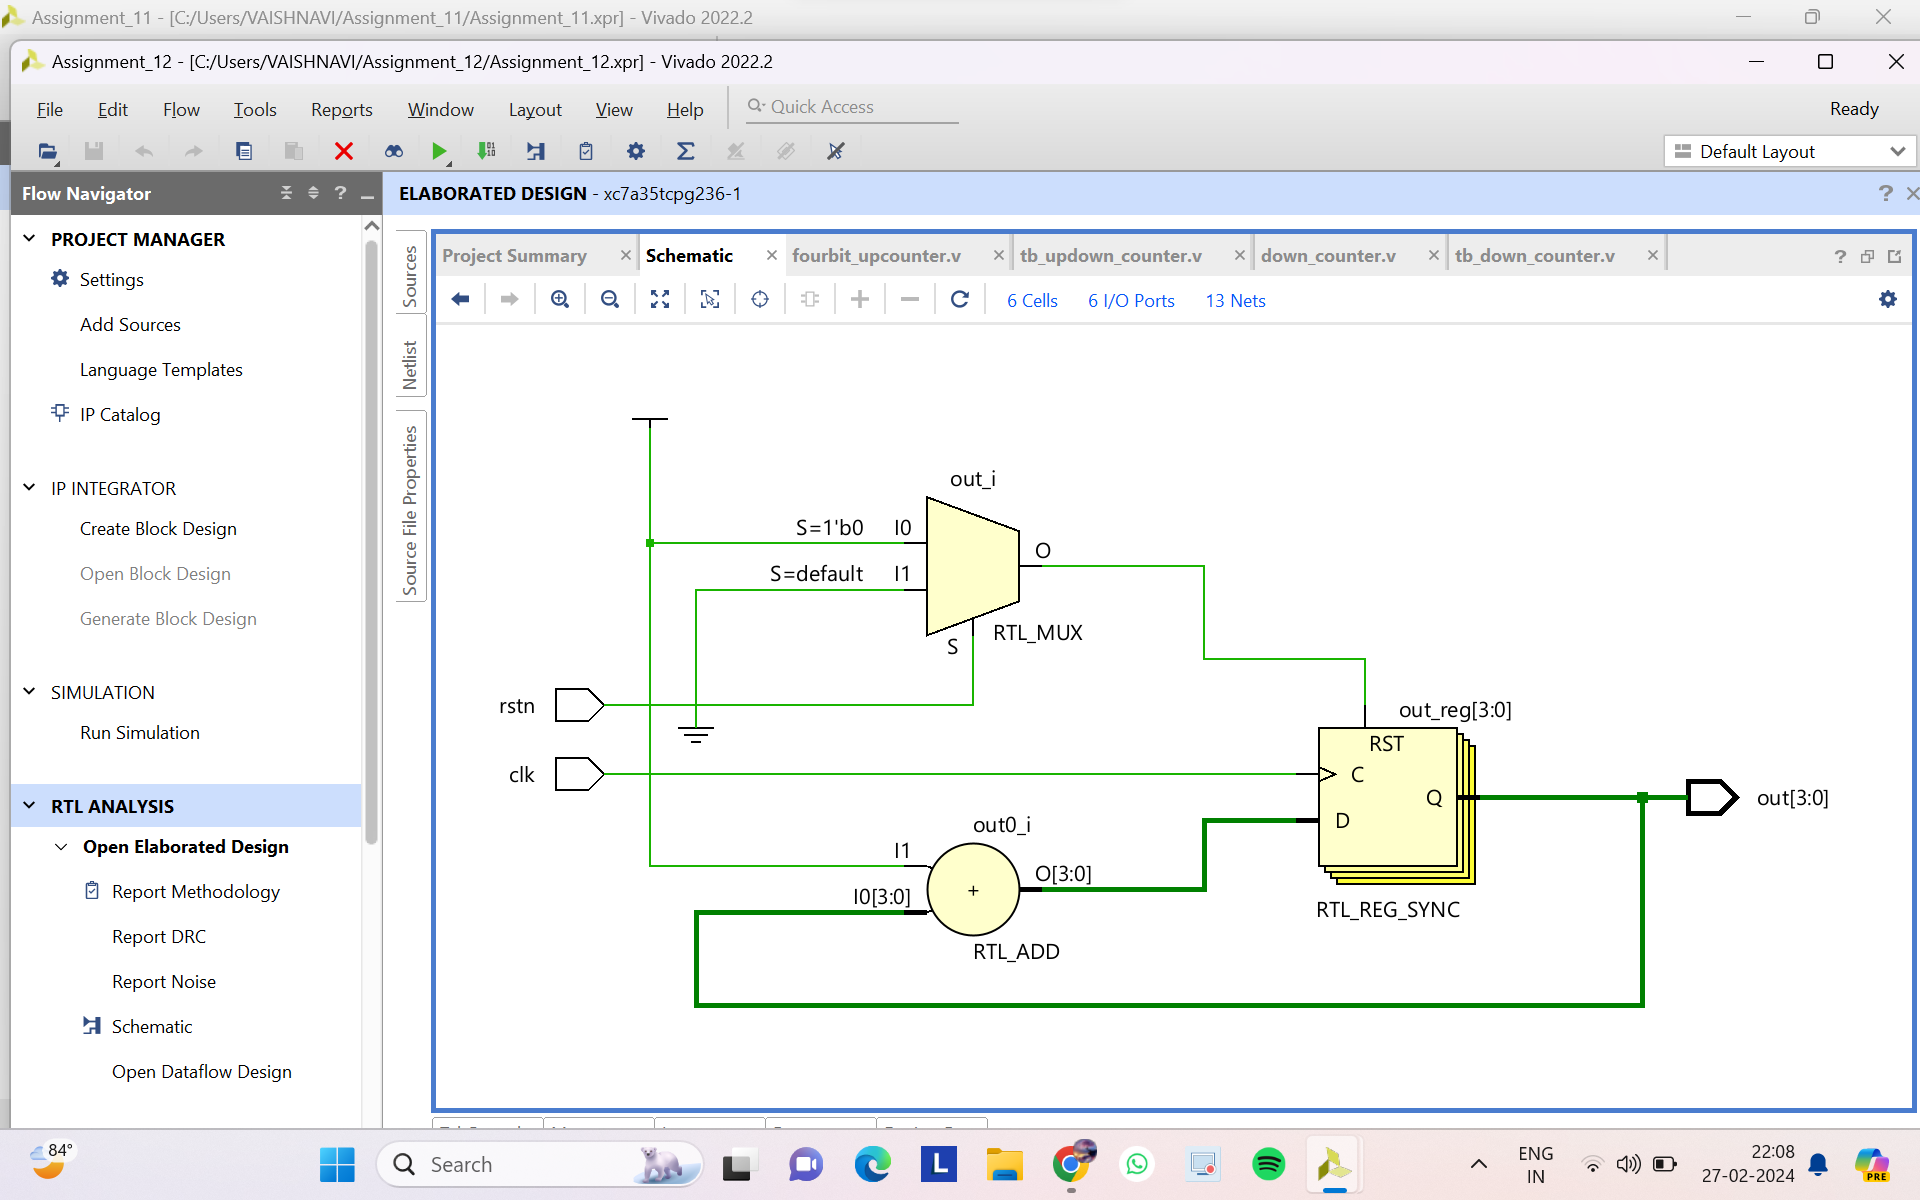 Assignment_11 - [C:/Users/VAISHNAVI/Assignment_11/Assignment_11.xpr] - Vivado 2022.2
Assignment_12 - [C:/Users/VAISHNAVI/Assignment_12/Assignment_12.xpr] - Vivado 2022.2
File Edit Flow Tools Reports Window Layout View Help Quick Access Ready
Default Layout
Flow Navigator
ELABORATED DESIGN - xc7a35tcpg236-1
PROJECT MANAGER
Settings
Add Sources
Language Templates
IP Catalog
IP INTEGRATOR
Create Block Design
Open Block Design
Generate Block Design
SIMULATION
Run Simulation
RTL ANALYSIS
Open Elaborated Design
Report Methodology
Report DRC
Report Noise
Schematic
Open Dataflow Design
Sources
Netlist
Source File Properties
Project Summary Schematic fourbit_upcounter.v tb_updown_counter.v down_counter.v tb_down_counter.v
6 Cells 6 I/O Ports 13 Nets
out_i
S=1'b0 I0
O
S=default I1
S
RTL_MUX
rstn
out_reg[3:0]
RST
clk
C
Q
out[3:0]
D
out0_i
I1
O[3:0]
I0[3:0]
+
RTL_REG_SYNC
RTL_ADD
84°
Search
L
ENG
IN
22:08
27-02-2024
PRE